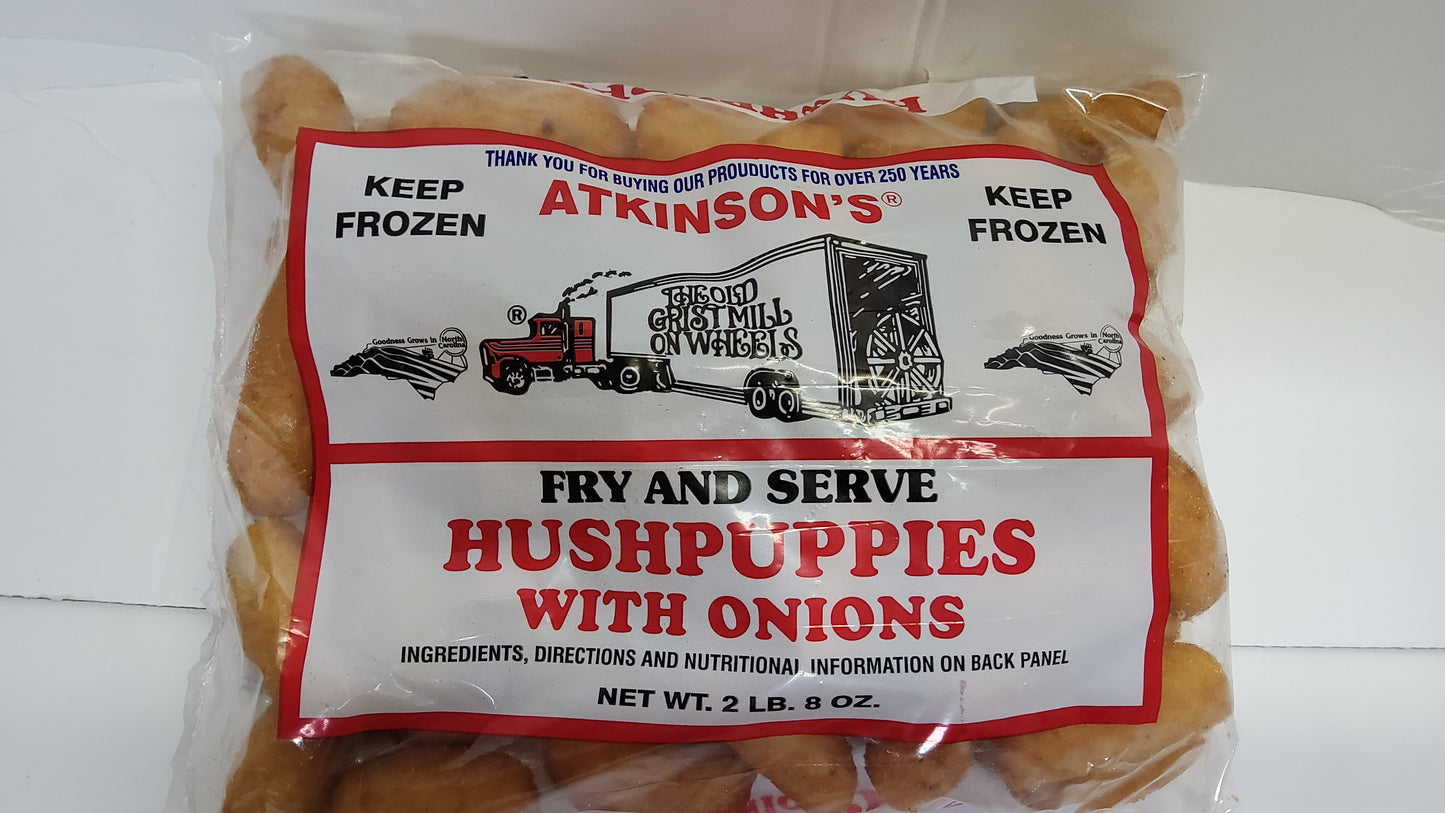 THANK YOU FOR BUYING OUR PROUDUCTS FOR OVER 250 YEARS
KEEP
FROZEN
ATKINSON'S®
KEEP
FROZEN
®
THE OLD
GRIST MILL
ON WHEELS
Goodness Grows in North
Carolina
Goodness Grows in North
Carolina
FRY AND SERVE
HUSHPUPPIES
WITH ONIONS
INGREDIENTS, DIRECTIONS AND NUTRITIONAL INFORMATION ON BACK PANEL
NET WT. 2 LB. 8 OZ.